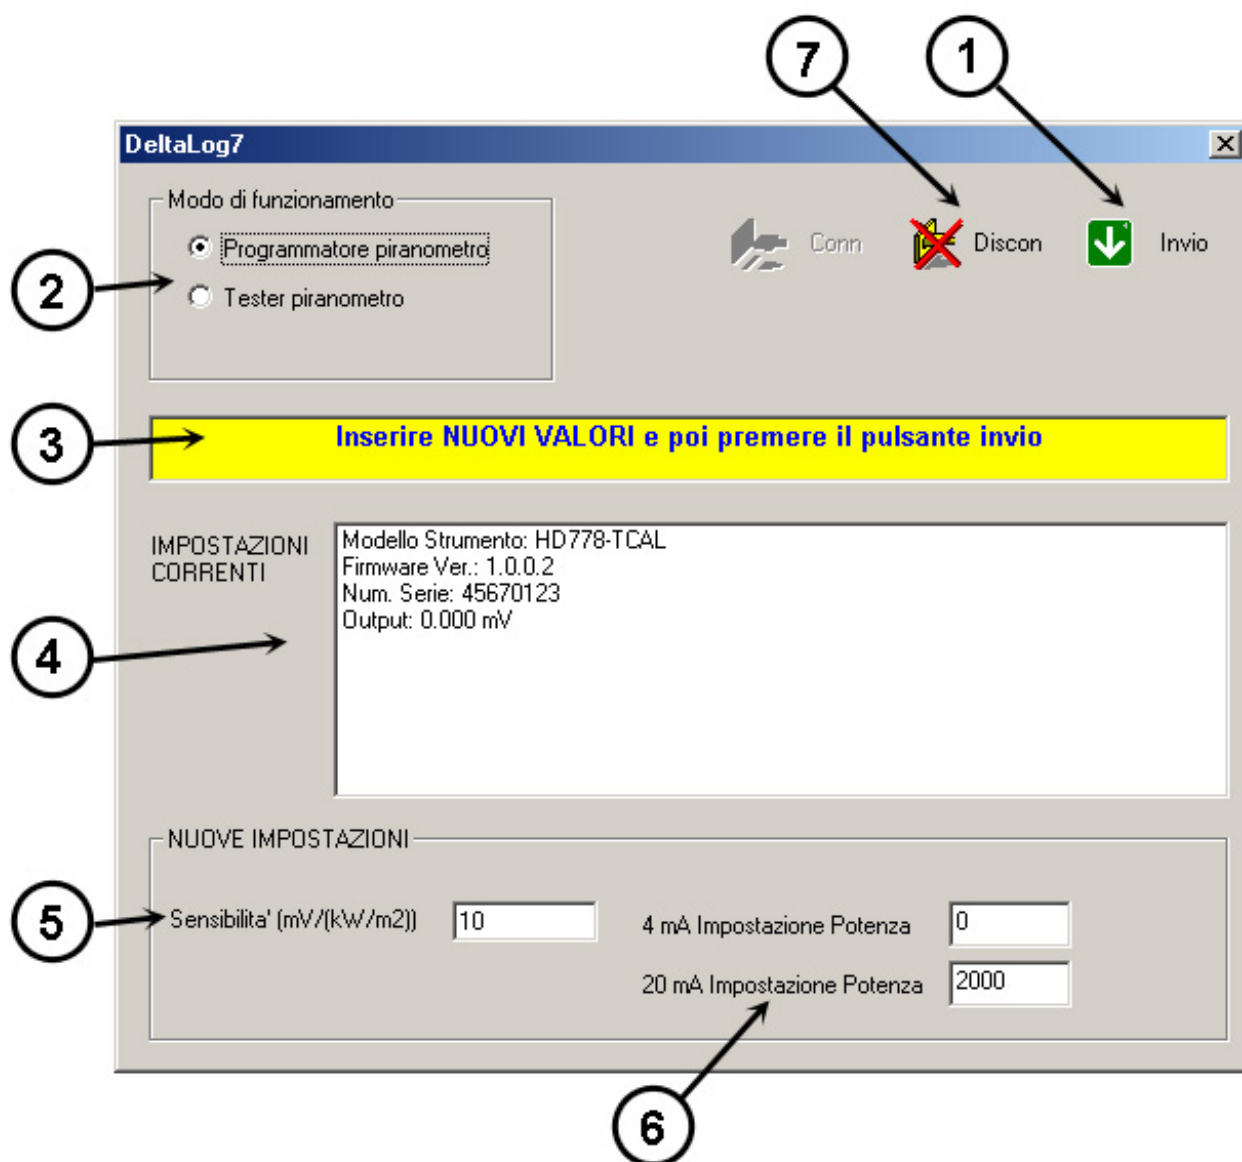 7 1
DeltaLog7
Modo di funzionamento
Programmatore piranometro
Tester piranometro
Conn Discon Invio
2
3
Inserire NUOVI VALORI e poi premere il pulsante invio
IMPOSTAZIONI
CORRENTI
Modello Strumento: HD778-TCAL
Firmware Ver.: 1.0.0.2
Num. Serie: 45670123
Output: 0.000 mV
4
NUOVE IMPOSTAZIONI
5
Sensibilita' (mV/(kW/m2)) 10
4 mA Impostazione Potenza 0
20 mA Impostazione Potenza 2000
6